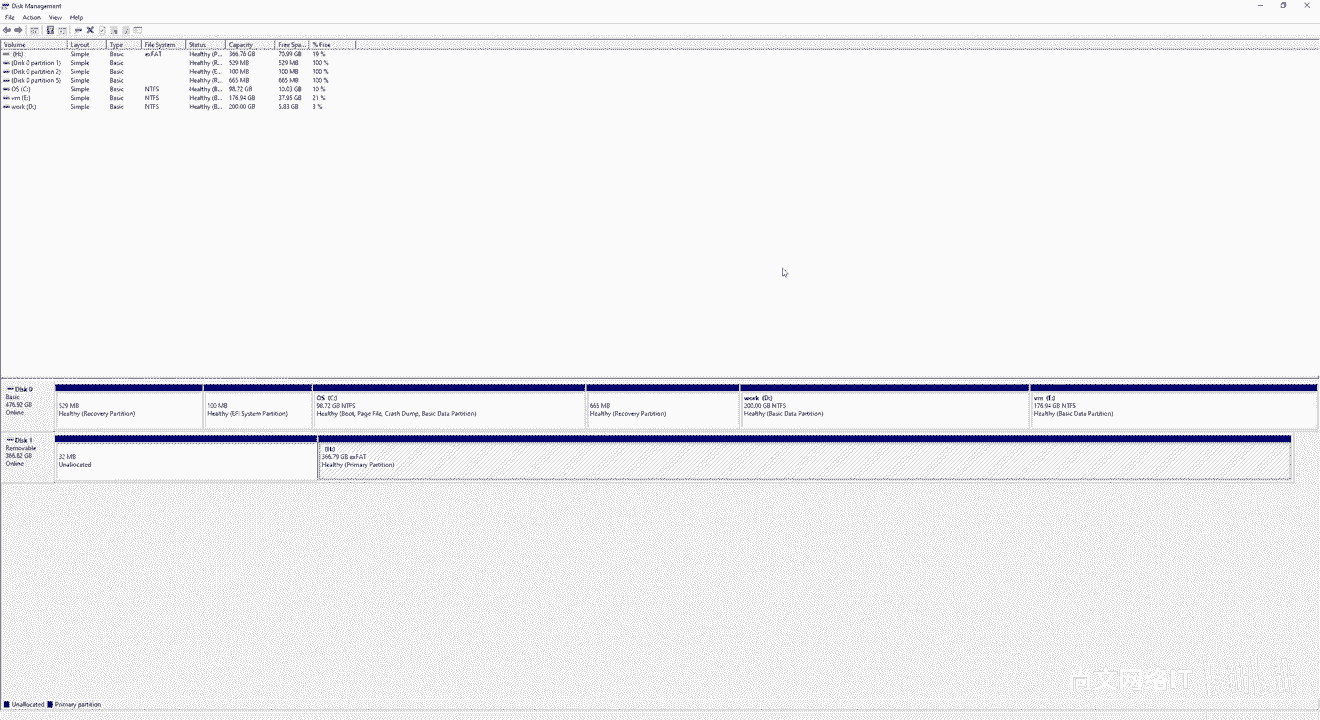 Disk Management
File Action View Help
Volume Layout Type File System Status Capacity Free Spa... % Free
(H:) Simple Basic exFAT Healthy (P... 366.76 GB 70.99 GB 19 %
(Disk 0 partition 1) Simple Basic Healthy (R... 529 MB 529 MB 100 %
(Disk 0 partition 2) Simple Basic Healthy (E... 100 MB 100 MB 100 %
(Disk 0 partition 5) Simple Basic Healthy (R... 665 MB 665 MB 100 %
OS (C:) Simple Basic NTFS Healthy (B... 98.72 GB 10.03 GB 10 %
vm (E:) Simple Basic NTFS Healthy (B... 176.94 GB 37.95 GB 21 %
work (D:) Simple Basic NTFS Healthy (B... 200.00 GB 5.83 GB 3 %
Disk 0
Basic
476.92 GB
Online
529 MB
Healthy (Recovery Partition)
100 MB
Healthy (EFI System Partition)
OS (C:)
98.72 GB NTFS
Healthy (Boot, Page File, Crash Dump, Basic Data Partition)
665 MB
Healthy (Recovery Partition)
work (D:)
200.00 GB NTFS
Healthy (Basic Data Partition)
vm (E:)
176.94 GB NTFS
Healthy (Basic Data Partition)
Disk 1
Removable
366.82 GB
Online
32 MB
Unallocated
(H:)
366.79 GB exFAT
Healthy (Primary Partition)
尚文网络IT
Unallocated Primary partition